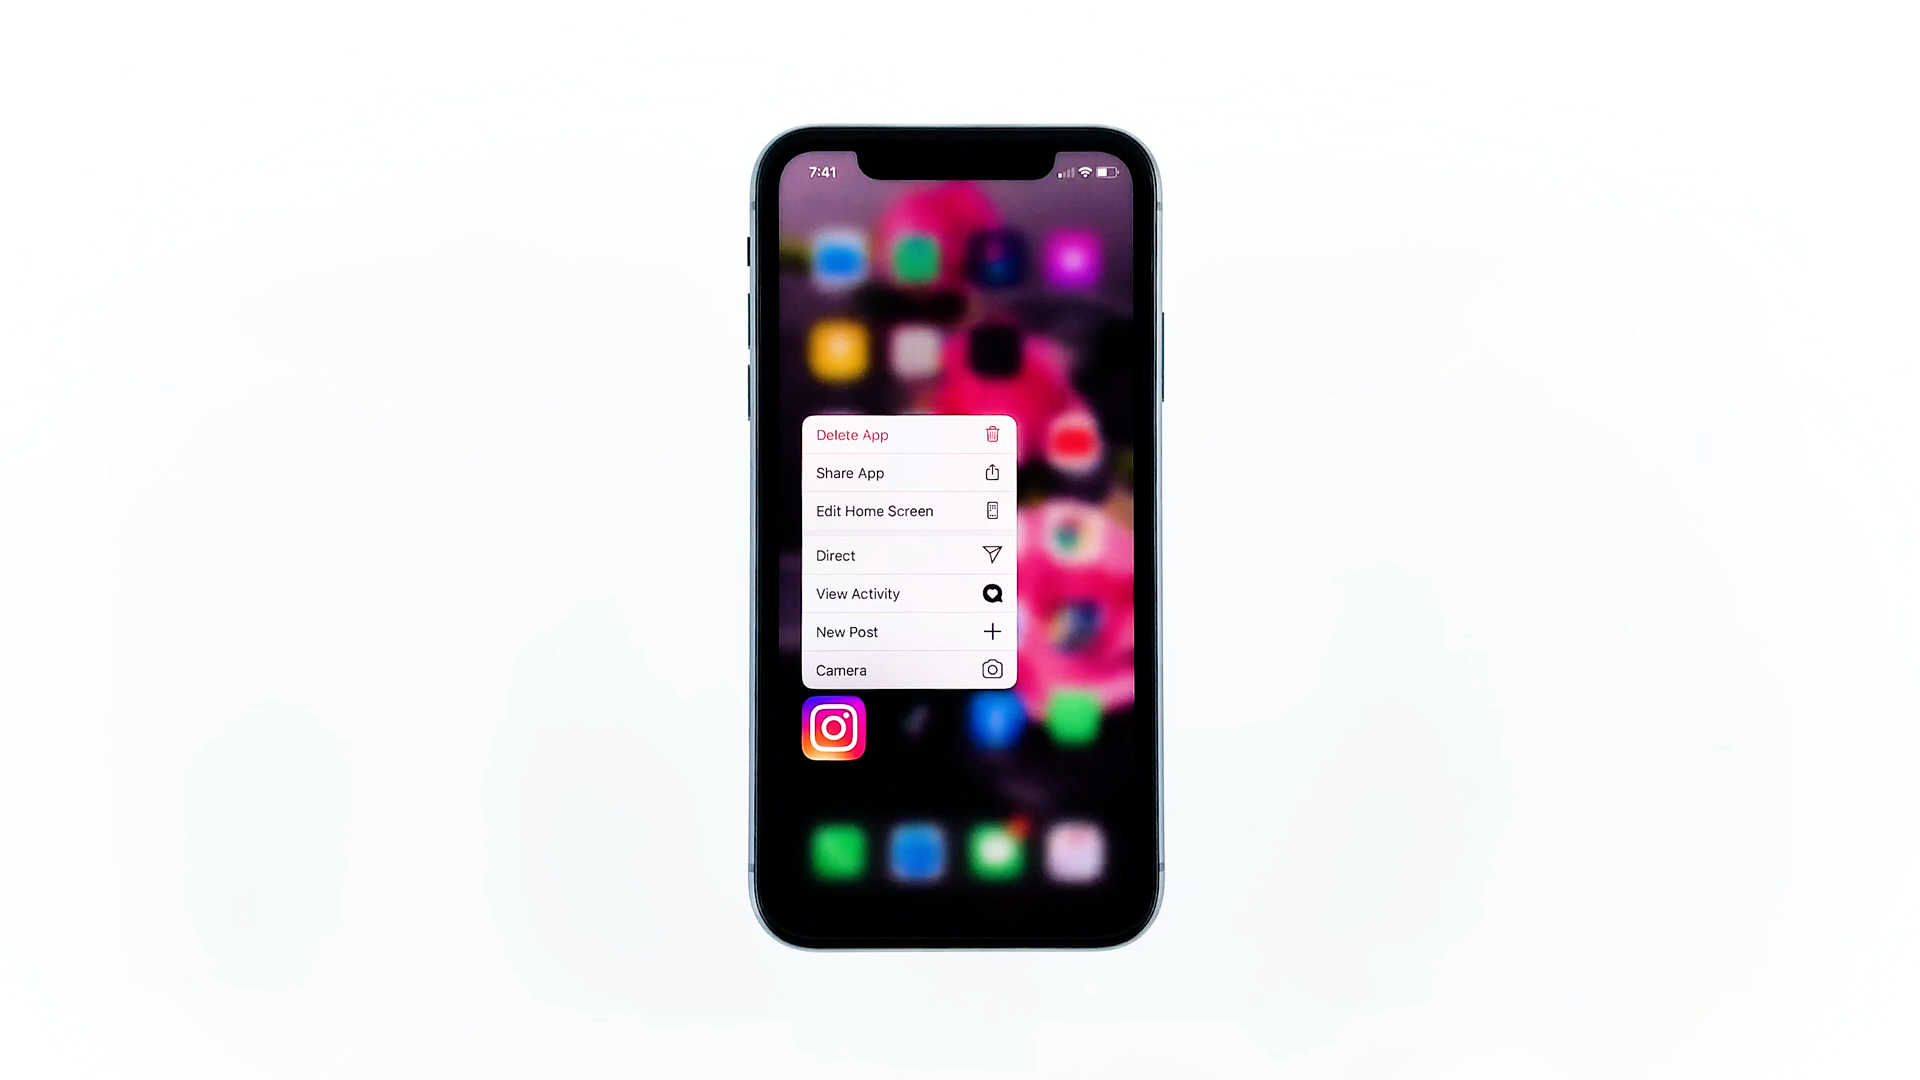 7:41
Delete App
Share App
Edit Home Screen
Direct
View Activity
New Post
Camera